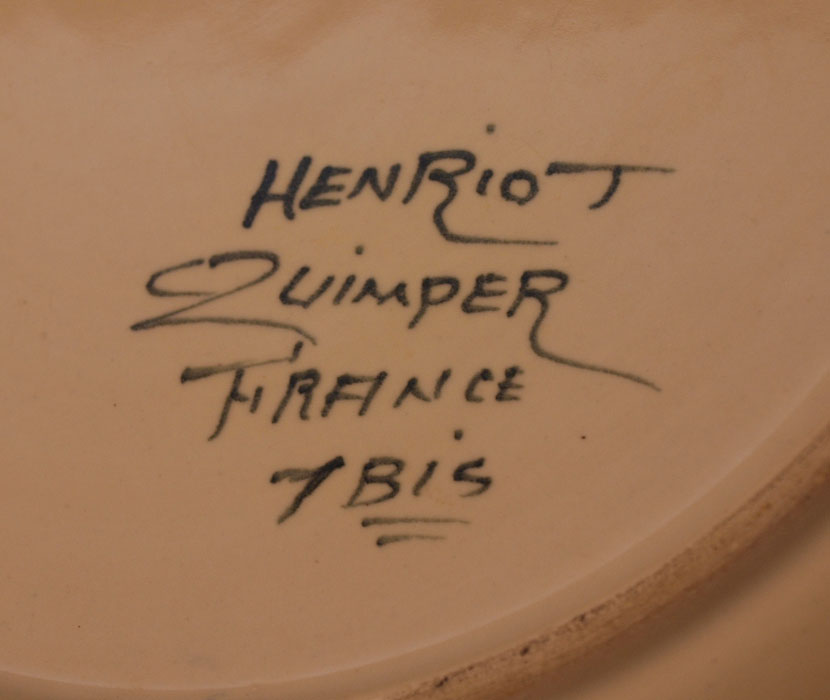 HENRiOT
QUiMPER
FRANCE
7BiS